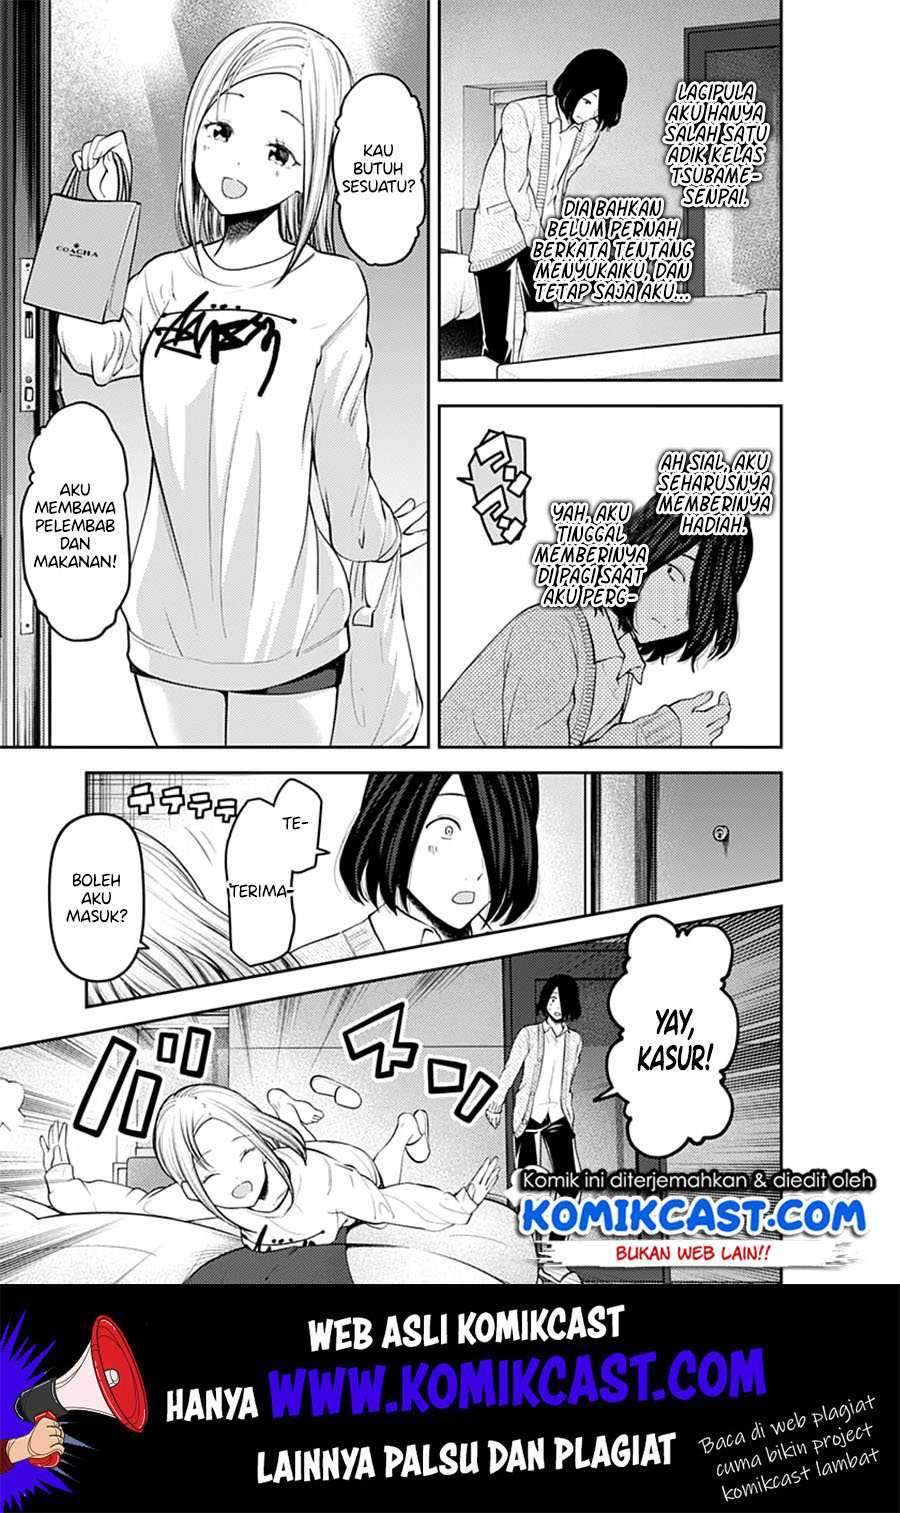 LAGIPULA
AKU HANYA
SALAH SATU
ADIK KELAS
TSUBAME-
SENPAI.
DIA BAHKAN
BELUM PERNAH
BERKATA TENTANG
MENYUKAIKU, DAN
TETAP SAJA AKU...
AH SIAL, AKU
SEHARUSNYA
MEMBERINYA
HADIAH.
YAH, AKU
TINGGAL
MEMBERINYA
DI PAGI SAAT
AKU PERG-
KAU
BUTUH
SESUATU?
COACHA
AKU
MEMBAWA
PELEMBAB
DAN
MAKANAN!
TE-
TERIMA-
テテテテ
BOLEH
AKU
MASUK?
YAY,
KASUR!
Komik ini diterjemahkan & diedit oleh
KOMIKCAST.COM
BUKAN WEB LAIN!!
WEB ASLI KOMIKCAST
HANYA WWW.KOMIKCAST.COM
LAINNYA PALSU DAN PLAGIAT
Baca di web plagiat
cuma bikin project
komikcast lambat